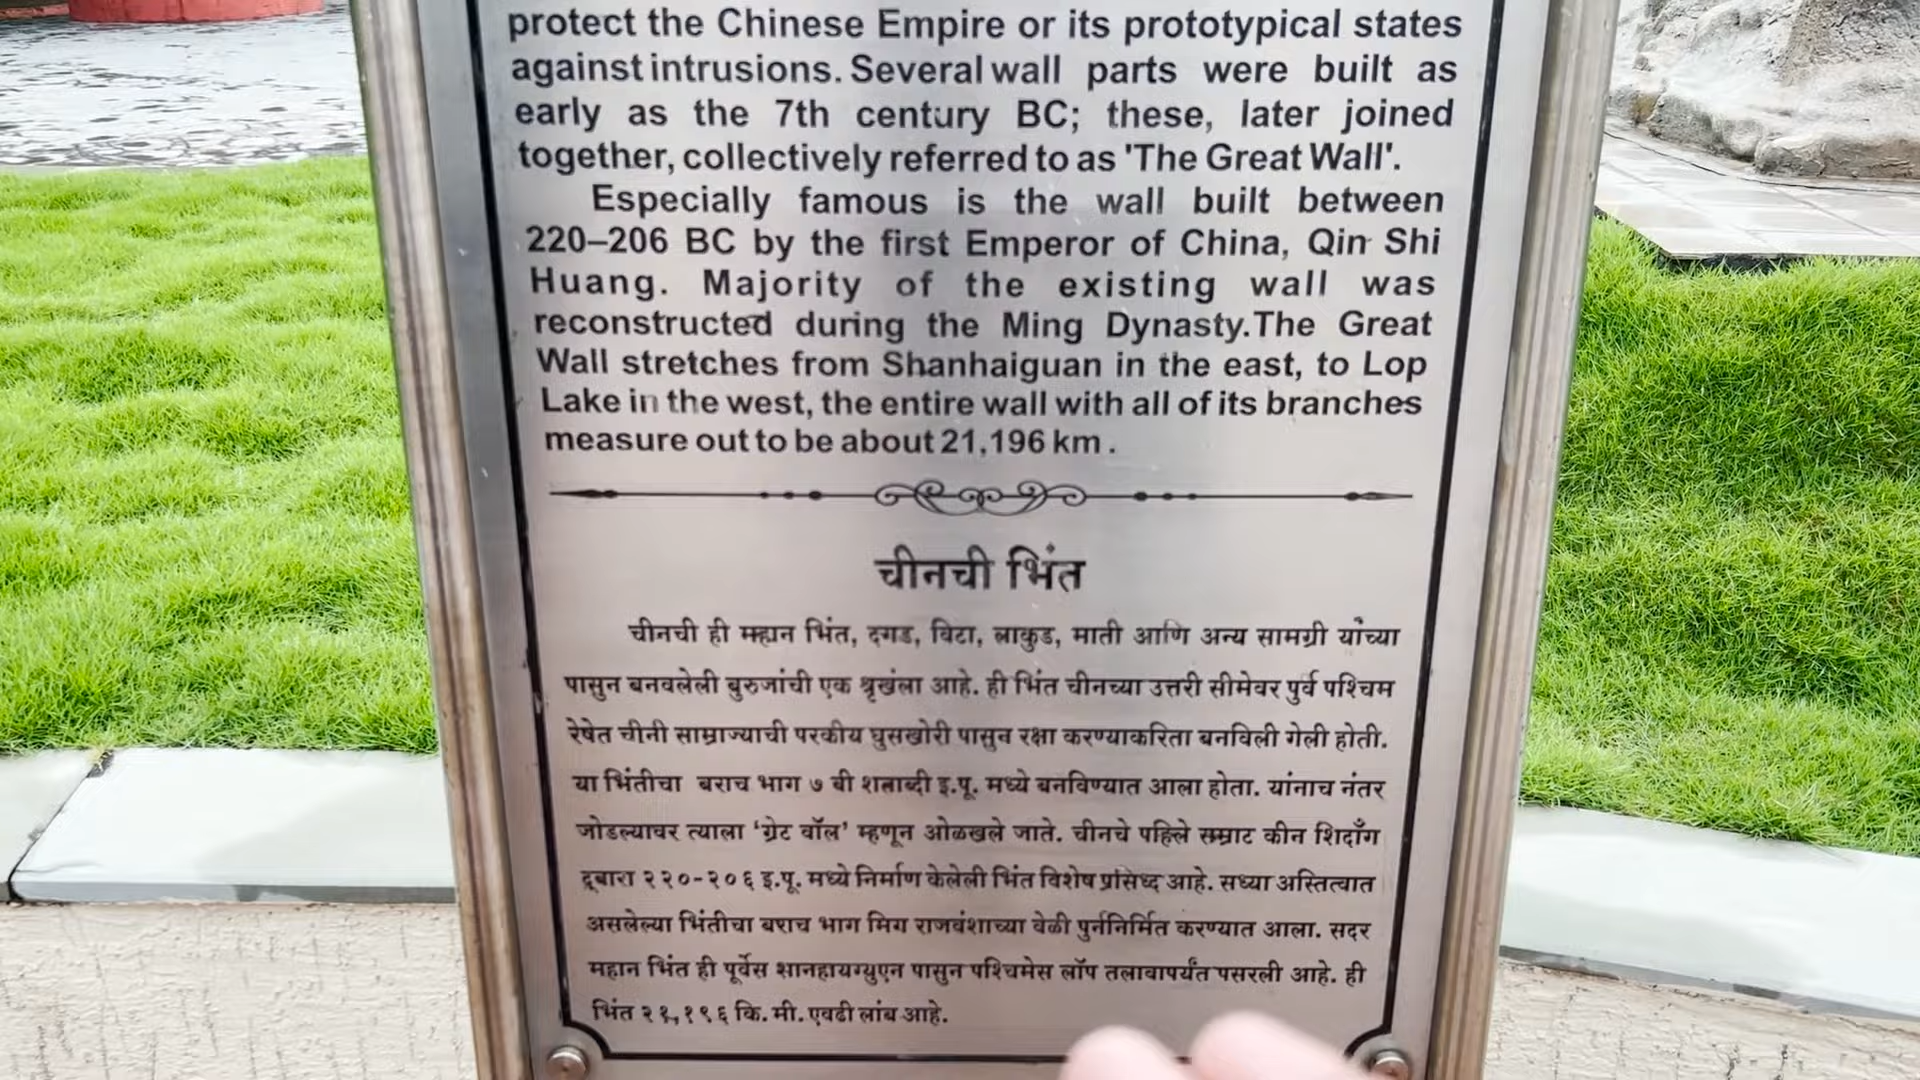 protect the Chinese Empire or its prototypical states
against intrusions. Several wall parts were built as
early as the 7th century BC; these, later joined
together, collectively referred to as 'The Great Wall'.
Especially famous is the wall built between
220–206 BC by the first Emperor of China, Qin Shi
Huang. Majority of the existing wall was
reconstructed during the Ming Dynasty.The Great
Wall stretches from Shanhaiguan in the east, to Lop
Lake in the west, the entire wall with all of its branches
measure out to be about 21,196 km .
चीनची भिंत
चीनची ही महान भिंत, दगड, विटा, लाकुड, माती आणि अन्य सामग्री यांच्या
पासुन बनवलेली बुरुजांची एक श्रृखंला आहे. ही भिंत चीनच्या उत्तरी सीमेवर पुर्व पश्चिम
रेषेत चीनी साम्राज्याची परकीय घुसखोरी पासुन रक्षा करण्याकरिता बनविली गेली होती.
या भिंतीचा बराच भाग ७ वी शताब्दी इ.पू. मध्ये बनविण्यात आला होता. यांनाच नंतर
जोडल्यावर त्याला ‘ग्रेट वॉल’ म्हणून ओळखले जाते. चीनचे पहिले सम्राट कीन शिदाँग
द्वारा २२०-२०६ इ.पू. मध्ये निर्माण केलेली भिंत विशेष प्रसिध्द आहे. सध्या अस्तित्वात
असलेल्या भिंतीचा बराच भाग मिग राजवंशाच्या वेळी पुर्ननिर्मित करण्यात आला. सदर
महान भिंत ही पूर्वेस शानहायग्युएन पासुन पश्चिमेस लॉप तलावापर्यंत पसरली आहे. ही
भिंत २१,१९६ कि. मी. एवढी लांब आहे.